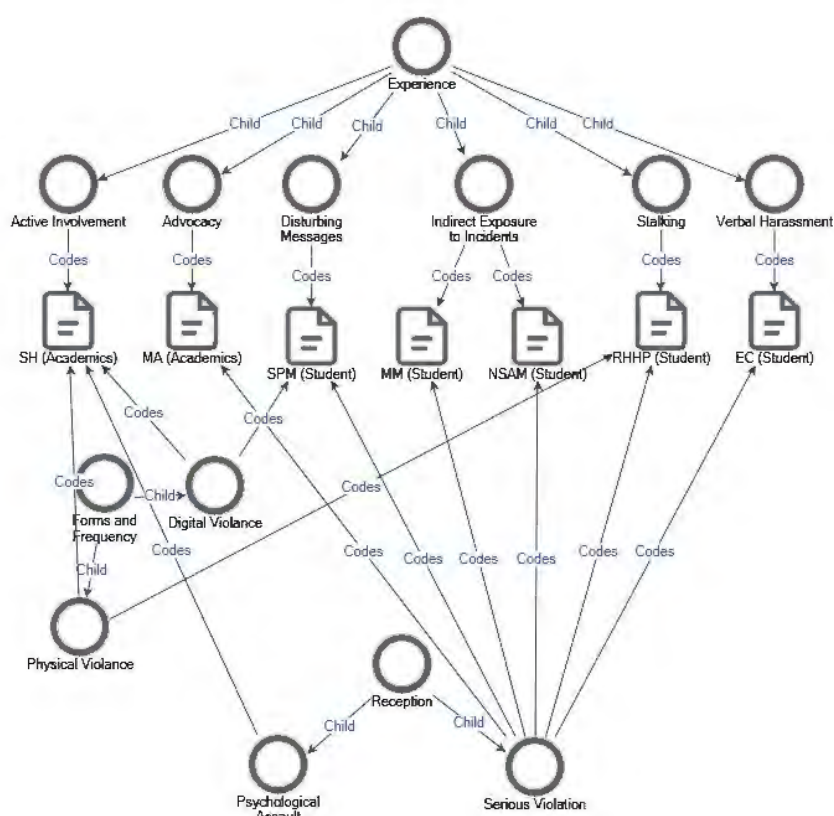 Experience
Child Child Child Child Child Child
Active Involvement Advocacy Disturbing Messages Indirect Exposure to Incidents Stalking Verbal Harassment
Codes Codes Codes Codes Codes Codes Codes
SH (Academics) MA (Academics) SPM (Student) MM (Student) NSAM (Student) RHHP (Student) EC (Student)
Codes Codes
Codes Child Codes
Forms and Frequency Digital Violance
Codes Codes Codes Codes Codes Codes Codes
Child
Physical Violance
Reception
Child Child
Psychological Assault Serious Violation